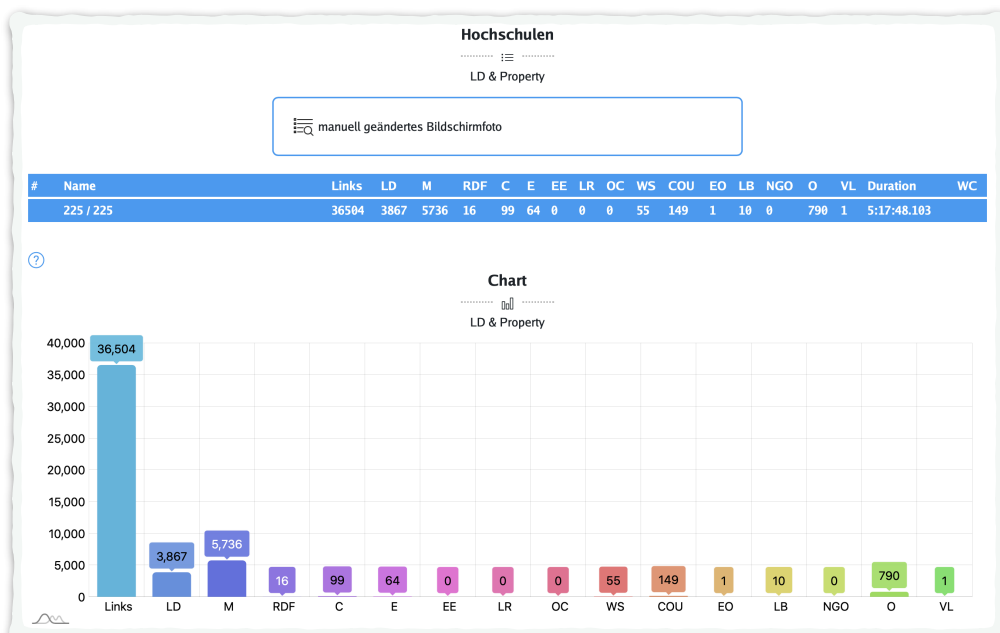 Hochschulen
LD & Property
manuell geändertes Bildschirmfoto
# Name Links LD M RDF C E EE LR OC WS COU EO LB NGO O VL Duration WC
225 / 225 36504 3867 5736 16 99 64 0 0 0 55 149 1 10 0 790 1 5:17:48.103
?
Chart
LD & Property
40,000
35,000
30,000
25,000
20,000
15,000
10,000
5,000
0
36,504 3,867 5,736 16 99 64 0 0 0 55 149 1 10 0 790 1
Links LD M RDF C E EE LR OC WS COU EO LB NGO O VL